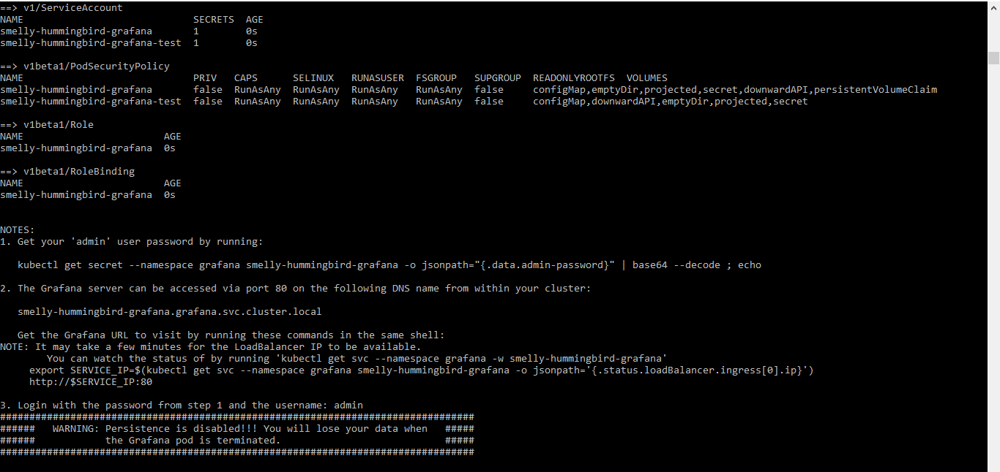 ==> v1/ServiceAccount
NAME                             SECRETS  AGE
smelly-hummingbird-grafana       1        0s
smelly-hummingbird-grafana-test  1        0s
==> v1beta1/PodSecurityPolicy
NAME                             PRIV   CAPS      SELINUX   RUNASUSER  FSGROUP   SUPGROUP  READONLYROOTFS  VOLUMES
smelly-hummingbird-grafana       false  RunAsAny  RunAsAny  RunAsAny   RunAsAny  false     configMap,emptyDir,projected,secret,downwardAPI,persistentVolumeClaim
smelly-hummingbird-grafana-test  false  RunAsAny  RunAsAny  RunAsAny   RunAsAny  false     configMap,downwardAPI,emptyDir,projected,secret
==> v1beta1/Role
NAME                        AGE
smelly-hummingbird-grafana  0s
==> v1beta1/RoleBinding
NAME                        AGE
smelly-hummingbird-grafana  0s
NOTES:
1. Get your 'admin' user password by running:
   kubectl get secret --namespace grafana smelly-hummingbird-grafana -o jsonpath="{.data.admin-password}" | base64 --decode ; echo
2. The Grafana server can be accessed via port 80 on the following DNS name from within your cluster:
   smelly-hummingbird-grafana.grafana.svc.cluster.local
   Get the Grafana URL to visit by running these commands in the same shell:
NOTE: It may take a few minutes for the LoadBalancer IP to be available.
        You can watch the status of by running 'kubectl get svc --namespace grafana -w smelly-hummingbird-grafana'
     export SERVICE_IP=$(kubectl get svc --namespace grafana smelly-hummingbird-grafana -o jsonpath='{.status.loadBalancer.ingress[0].ip}')
     http://$SERVICE_IP:80
3. Login with the password from step 1 and the username: admin
#################################################################################
######   WARNING: Persistence is disabled!!! You will lose your data when   #####
######            the Grafana pod is terminated.                            #####
#################################################################################